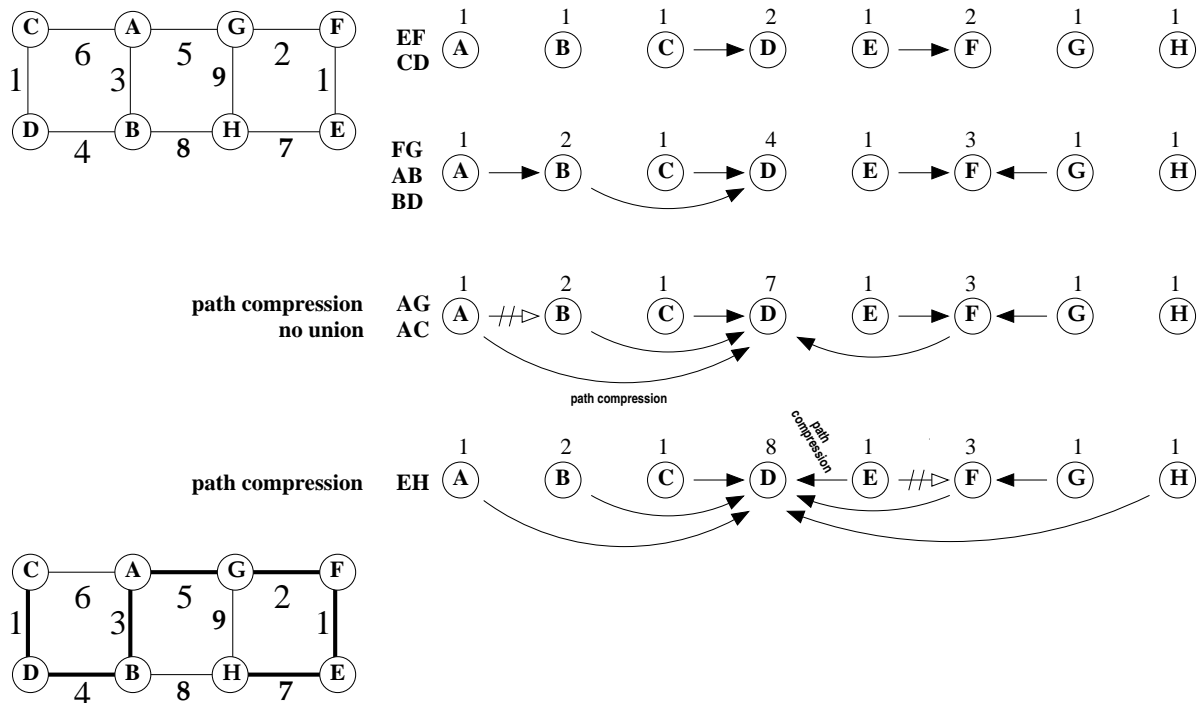 C A G F
6 5 2
1 3 9 1
D B H E
4 8 7
1 1 1 2 1 2 1 1
EF
CD
A B C D E F G H
1 2 1 4 1 3 1 1
FG
AB
BD
A B C D E F G H
1 2 1 7 1 3 1 1
path compression AG
no union AC
A B C D E F G H
path compression
path
compression
1 2 1 8 1 3 1 1
path compression EH
A B C D E F G H
C A G F
6 5 2
1 3 9 1
D B H E
4 8 7